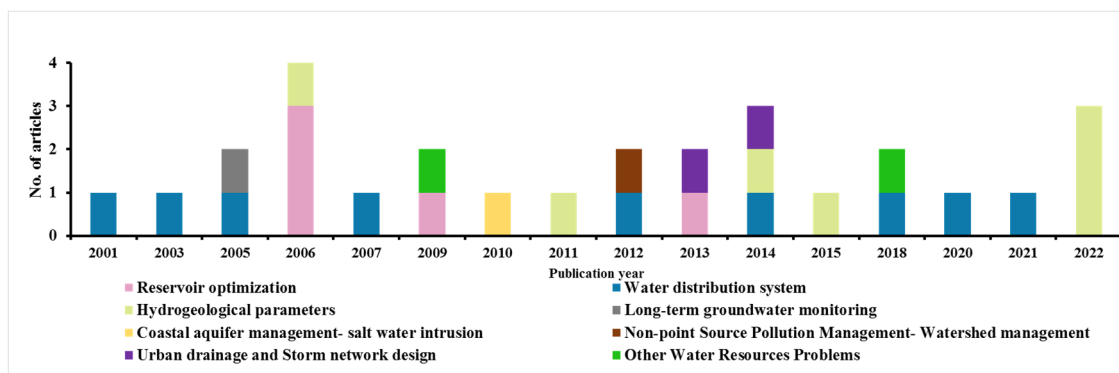 No. of articles
4
3
2
1
0
2001 2003 2005 2006 2007 2009 2010 2011 2012 2013 2014 2015 2018 2020 2021 2022
Publication year
Reservoir optimization Water distribution system
Hydrogeological parameters Long-term groundwater monitoring
Coastal aquifer management- salt water intrusion Non-point Source Pollution Management- Watershed management
Urban drainage and Storm network design Other Water Resources Problems